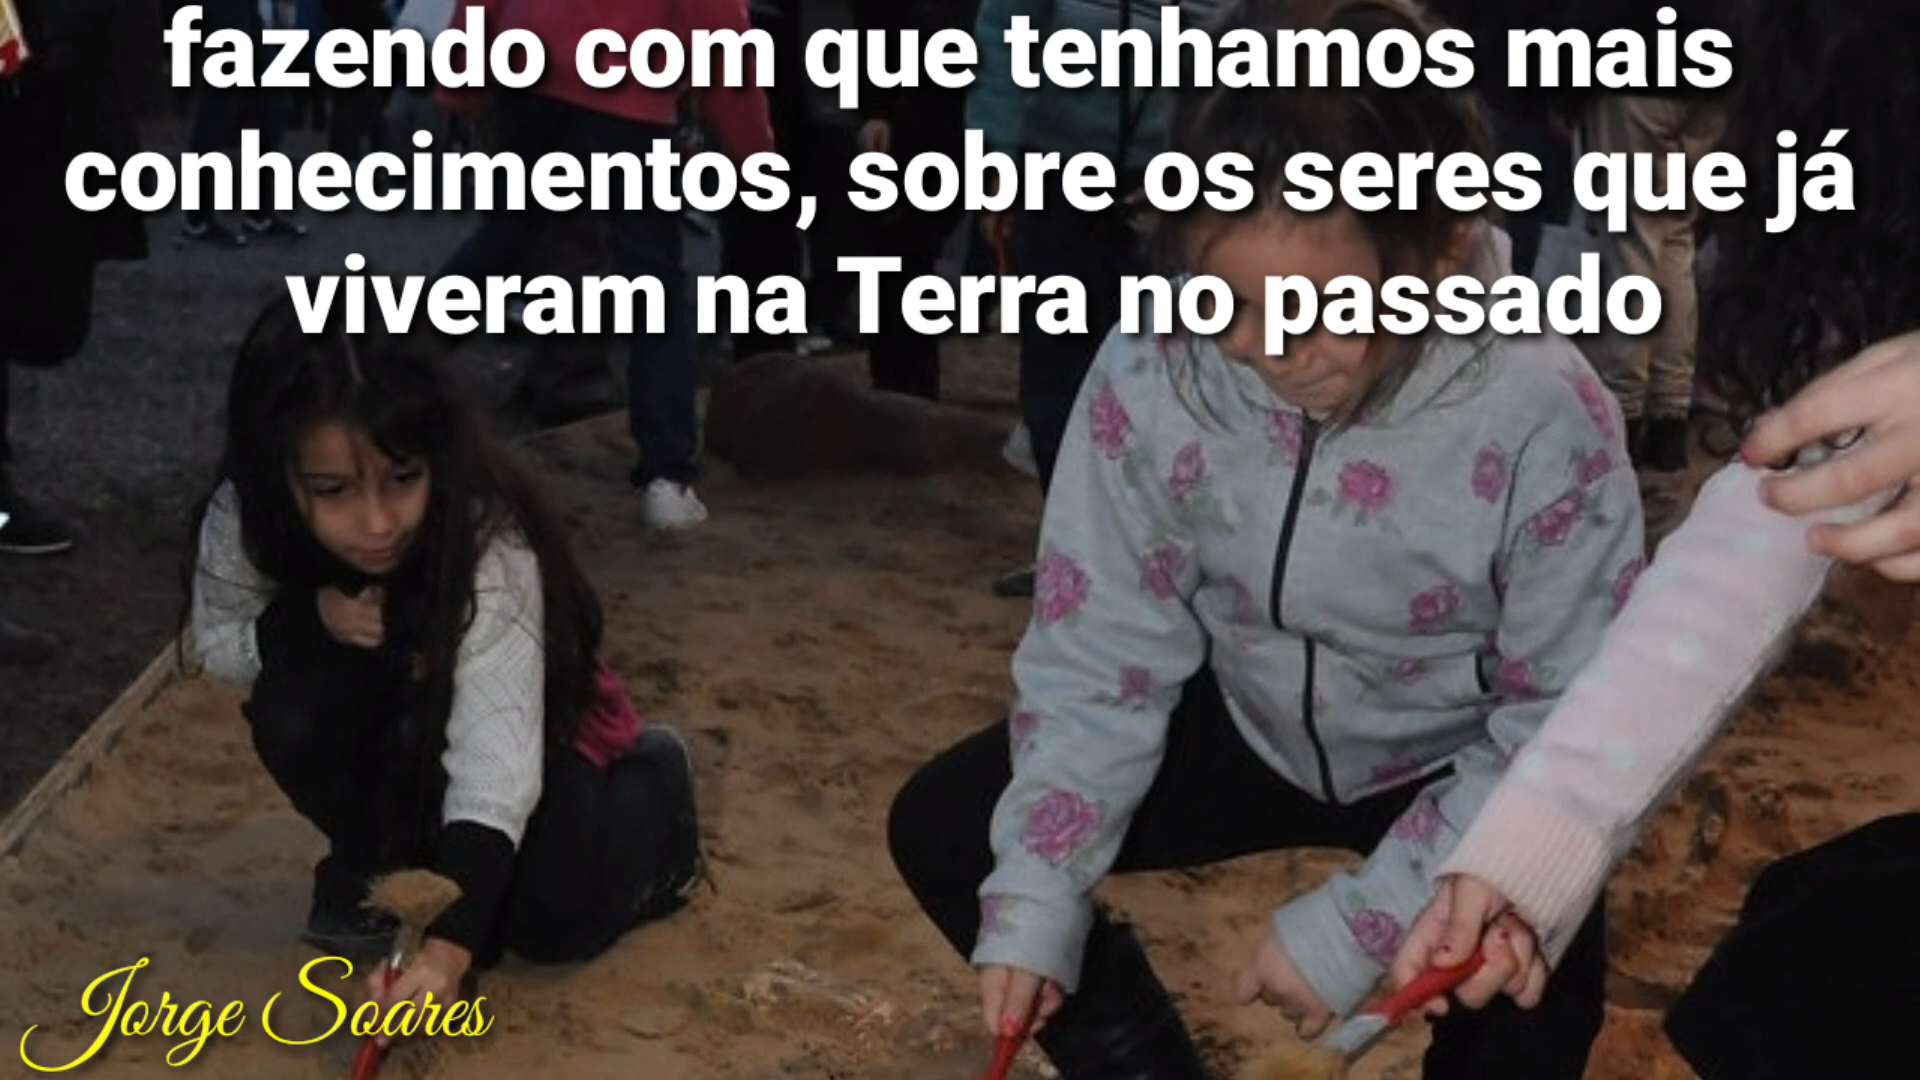 fazendo com que tenhamos mais
conhecimentos, sobre os seres que já
viveram na Terra no passado
Jorge Soares